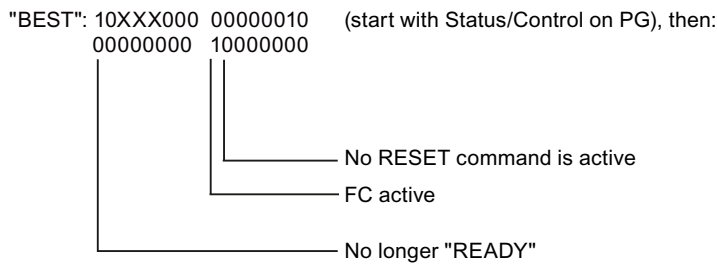 "BEST": 10XXX000 00000010 (start with Status/Control on PG), then:
00000000 10000000
No RESET command is active
FC active
No longer "READY"